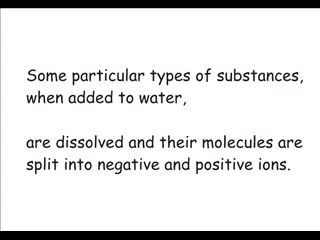 Some particular types of substances,
when added to water,
are dissolved and their molecules are
split into negative and positive ions.